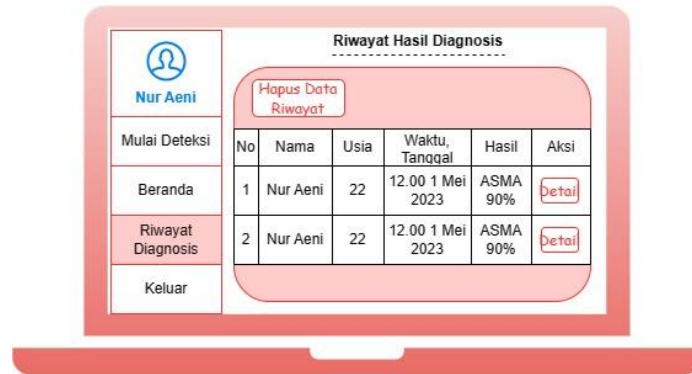 Riwayat Hasil Diagnosis
Nur Aeni
Mulai Deteksi
Beranda
Riwayat
Diagnosis
Keluar
Hapus Data
Riwayat
No Nama Usia Waktu, Tanggal Hasil Aksi
1 Nur Aeni 22 12.00 1 Mei 2023 ASMA 90% Detail
2 Nur Aeni 22 12.00 1 Mei 2023 ASMA 90% Detail